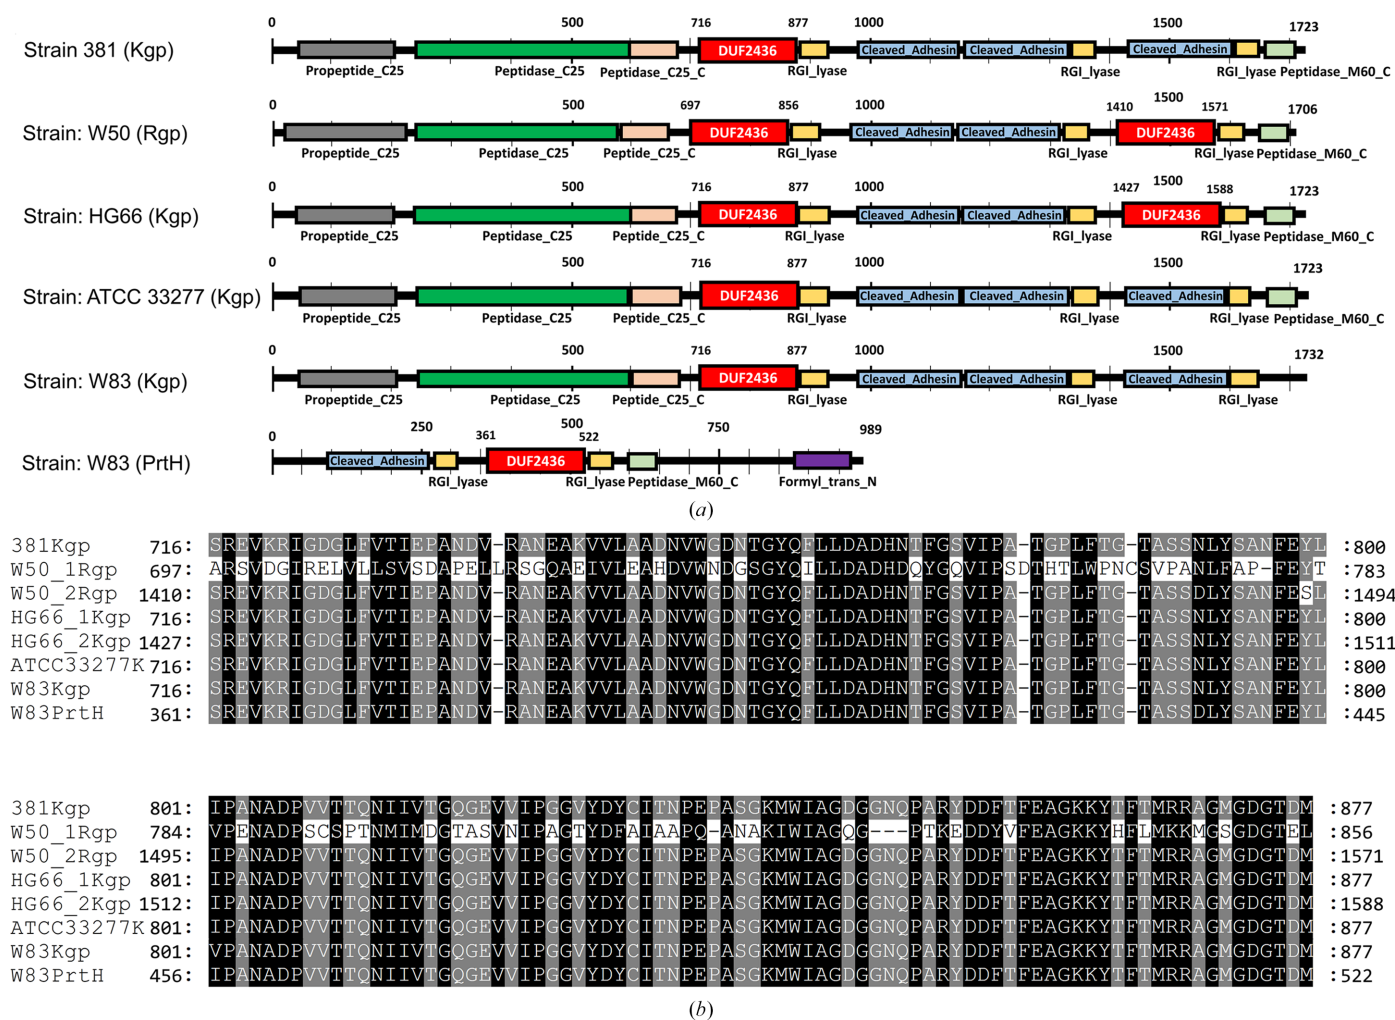 0 500 716 877 1000 1500 1723
Strain 381 (Kgp) DUF2436 Cleaved_Adhesin Cleaved_Adhesin Cleaved_Adhesin
Propeptide_C25 Peptidase_C25 Peptidase_C25_C RGI_lyase RGI_lyase RGI_lyase Peptidase_M60_C
0 500 697 856 1000 1410 1500 1571 1706
Strain: W50 (Rgp) DUF2436 Cleaved_Adhesin Cleaved_Adhesin DUF2436
Propeptide_C25 Peptidase_C25 Peptide_C25_C RGI_lyase RGI_lyase RGI_lyase Peptidase_M60_C
0 500 716 877 1000 1427 1500 1588 1723
Strain: HG66 (Kgp) DUF2436 Cleaved_Adhesin Cleaved_Adhesin DUF2436
Propeptide_C25 Peptidase_C25 Peptide_C25_C RGI_lyase RGI_lyase RGI_lyase Peptidase_M60_C
0 500 716 877 1000 1500 1723
Strain: ATCC 33277 (Kgp) DUF2436 Cleaved_Adhesin Cleaved_Adhesin Cleaved_Adhesin
Propeptide_C25 Peptidase_C25 Peptide_C25_C RGI_lyase RGI_lyase RGI_lyase Peptidase_M60_C
0 500 716 877 1000 1500 1732
Strain: W83 (Kgp) DUF2436 Cleaved_Adhesin Cleaved_Adhesin Cleaved_Adhesin
Propeptide_C25 Peptidase_C25 Peptide_C25_C RGI_lyase RGI_lyase RGI_lyase
0 250 361 500 522 750 989
Strain: W83 (PrtH) Cleaved_Adhesin DUF2436
RGI_lyase RGI_lyase Peptidase_M60_C Formyl_trans_N
(a)
381Kgp 716: SREVKRIGDGLFVTIEPANDV-RANEAKVVLAADNVWGDNTGYQFLLDADHNTFGSVIPA-TGPLFTG-TASSNLYSANFEYL :800
W50_1Rgp 697: ARSVDGIRELVLLSVSDAPELLRSGQAEIVLEAHDVWNDGSGYQILLDADHDQYGQVIPSDTHTLWPNCSVPANLFAP-FEYT :783
W50_2Rgp 1410: SREVKRIGDGLFVTIEPANDV-RANEAKVVLAADNVWGDNTGYQFLLDADHNTFGSVIPA-TGPLFTG-TASSDLYSANFESL :1494
HG66_1Kgp 716: SREVKRIGDGLFVTIEPANDV-RANEAKVVLAADNVWGDNTGYQFLLDADHNTFGSVIPA-TGPLFTG-TASSNLYSANFEYL :800
HG66_2Kgp 1427: SREVKRIGDGLFVTIEPANDV-RANEAKVVLAADNVWGDNTGYQFLLDADHNTFGSVIPA-TGPLFTG-TASSDLYSANFEYL :1511
ATCC33277K 716: SREVKRIGDGLFVTIEPANDV-RANEAKVVLAADNVWGDNTGYQFLLDADHNTFGSVIPA-TGPLFTG-TASSNLYSANFEYL :800
W83Kgp 716: SREVKRIGDGLFVTIEPANDV-RANEAKVVLAADNVWGDNTGYQFLLDADHNTFGSVIPA-TGPLFTG-TASSNLYSANFEYL :800
W83PrtH 361: SREVKRIGDGLFVTIEPANDV-RANEAKVVLAADNVWGDNTGYQFLLDADHNTFGSVIPA-TGPLFTG-TASSDLYSANFEYL :445
381Kgp 801: IPANADPVVTTQNIIVTGQGEVVIPGGVYDYCITNPEPASGKMWIAGDGGNQPARYDDFTFEAGKKYTFTMRRAGMGDGTDM :877
W50_1Rgp 784: VPENADPSCSPTNMIMDGTASVNIPAGTYDFAIAAPQ-ANAKIWIAGQG---PTKEDDYVFEAGKKYHFLMKKMGSGDGTEL :856
W50_2Rgp 1495: IPANADPVVTTQNIIVTGQGEVVIPGGVYDYCITNPEPASGKMWIAGDGGNQPARYDDFTFEAGKKYTFTMRRAGMGDGTDM :1571
HG66_1Kgp 801: IPANADPVVTTQNIIVTGQGEVVIPGGVYDYCITNPEPASGKMWIAGDGGNQPARYDDFTFEAGKKYTFTMRRAGMGDGTDM :877
HG66_2Kgp 1512: IPANADPVVTTQNIIVTGQGEVVIPGGVYDYCITNPEPASGKMWIAGDGGNQPARYDDFTFEAGKKYTFTMRRAGMGDGTDM :1588
ATCC33277K 801: IPANADPVVTTQNIIVTGQGEVVIPGGVYDYCITNPEPASGKMWIAGDGGNQPARYDDFTFEAGKKYTFTMRRAGMGDGTDM :877
W83Kgp 801: VPANADPVVTTQNIIVTGQGEVVIPGGVYDYCITNPEPASGKMWIAGDGGNQPARYDDFTFEAGKKYTFTMRRAGMGDGTDM :877
W83PrtH 456: IPANADPVVTTQNIIVTGQGEVVIPGGVYDYCITNPEPASGKMWIAGDGGNQPARYDDFTFEAGKKYTFTMRRAGMGDGTDM :522
(b)